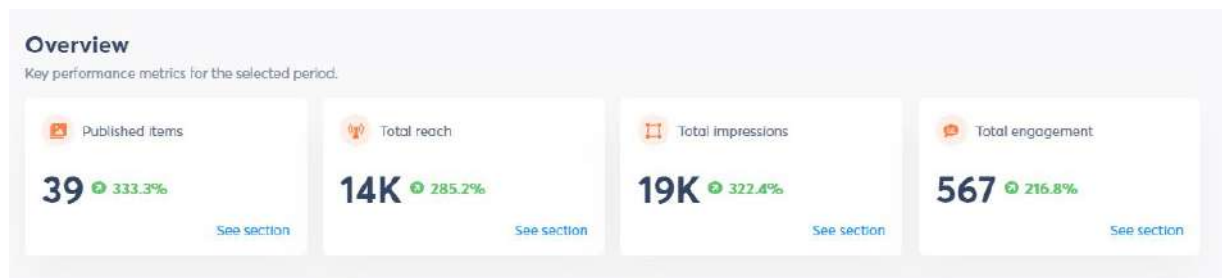 Overview
Key performance metrics for the selected period.
Published items
39 333.3%
See section
Total reach
14K 285.2%
See section
Total impressions
19K 322.4%
See section
Total engagement
567 216.8%
See section